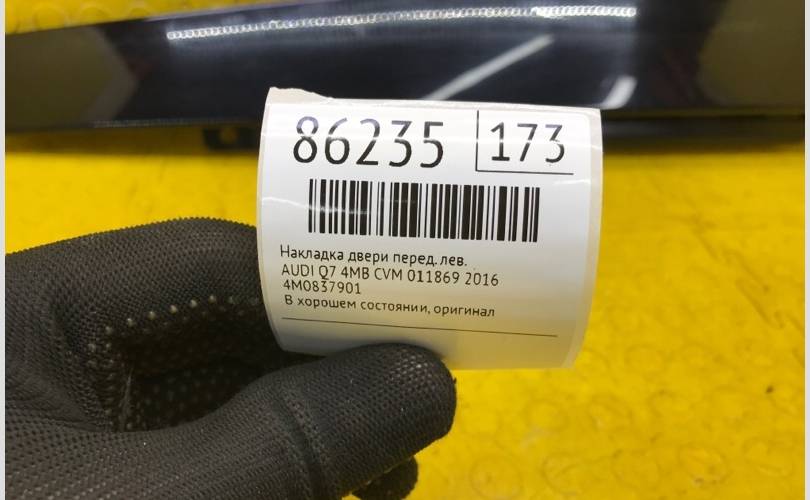 86235 173
Накладка двери перед. лев.
AUDI Q7 4MB CVM 011869 2016
4M0837901
В хорошем состоянии, оригинал